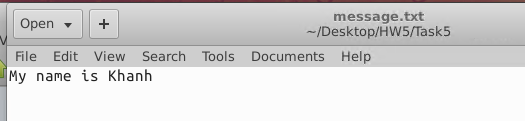 Open
message.txt
~/Desktop/HW5/Task5
File Edit View Search Tools Documents Help
My name is Khanh